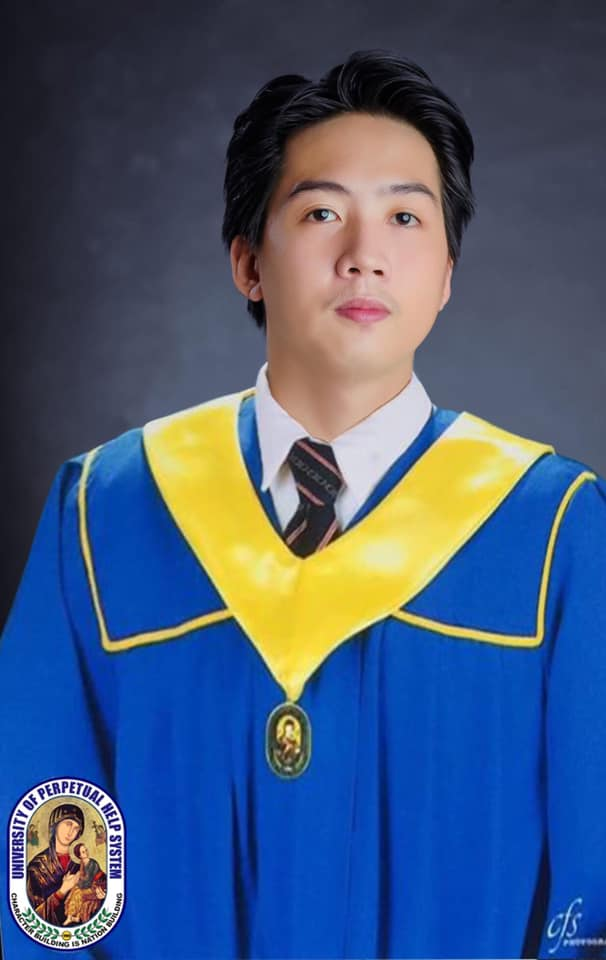 UNIVERSITY OF PERPETUAL HELP SYSTEM
CHARACTER BUILDING IS NATION BUILDING
cfs